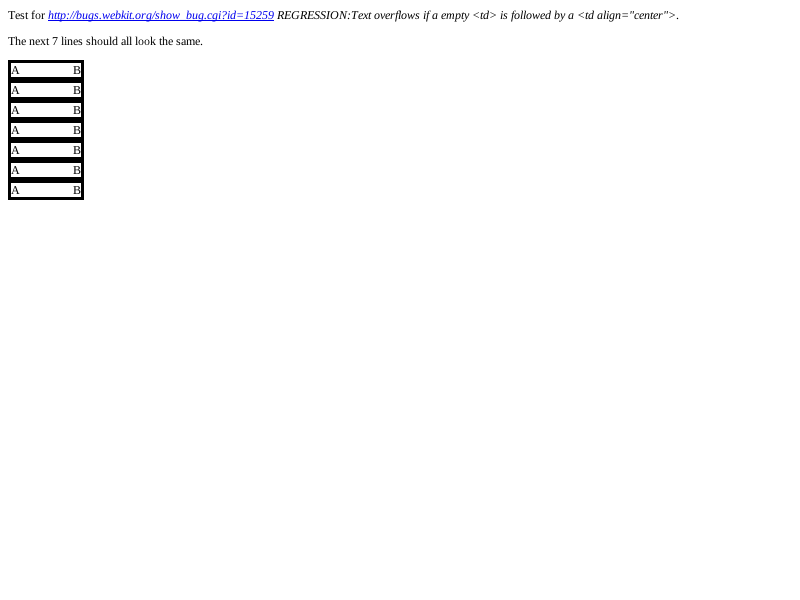 Test for http://bugs.webkit.org/show_bug.cgi?id=15259 REGRESSION:Text overflows if a empty <td> is followed by a <td align="center">.
The next 7 lines should all look the same.
A B
A B
A B
A B
A B
A B
A B